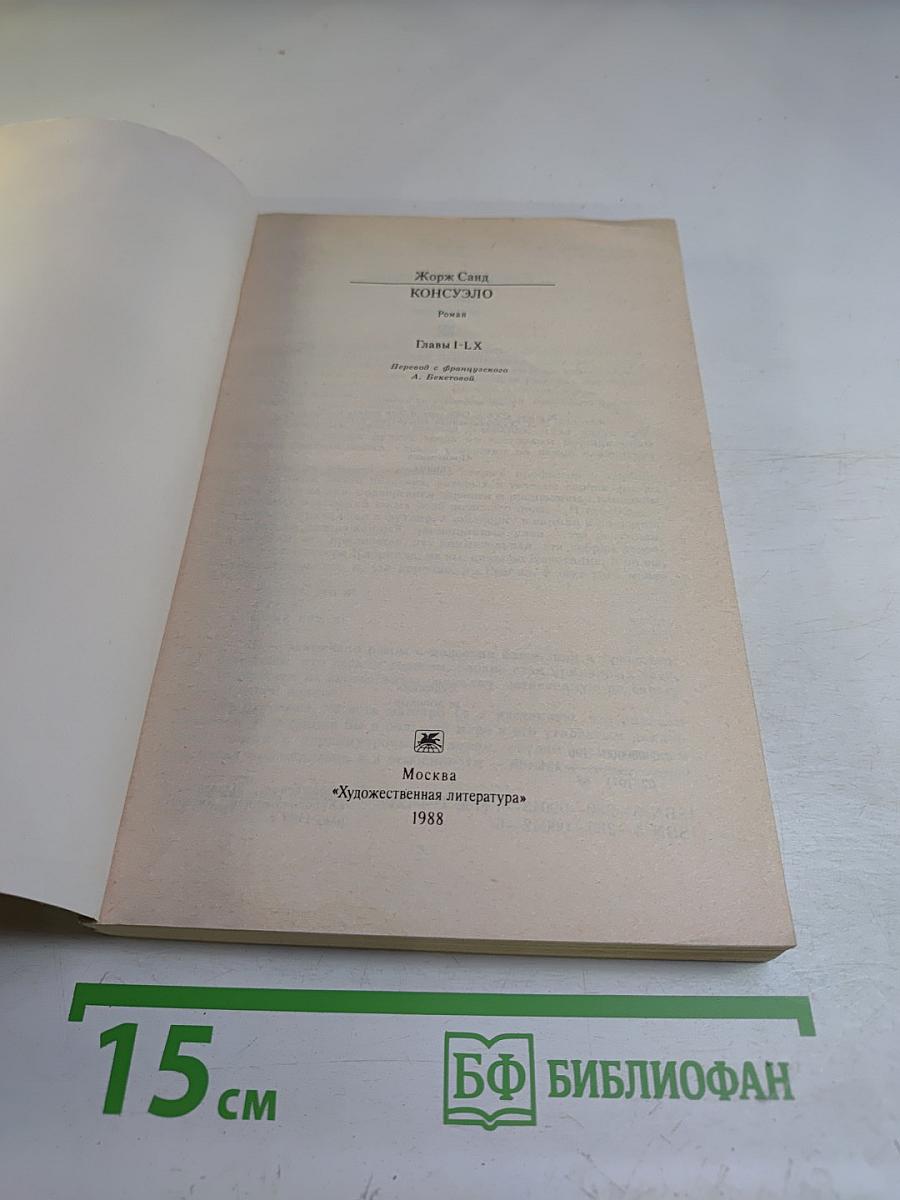 Жорж Санд
КОНСУЭЛО
Роман
Главы I-LX
Перевод с французского
А. Бекетовой
Москва
«Художественная литература»
1988
15 см
БФ БИБЛИОФАН